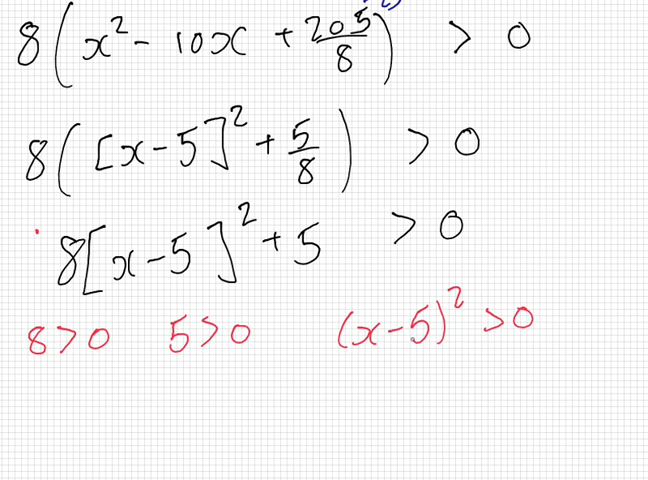 8(x² - 10x + 205/8) > 0
8([x-5]² + 5/8) > 0
8[x-5]² + 5 > 0
8>0 5>0 (x-5)² >0